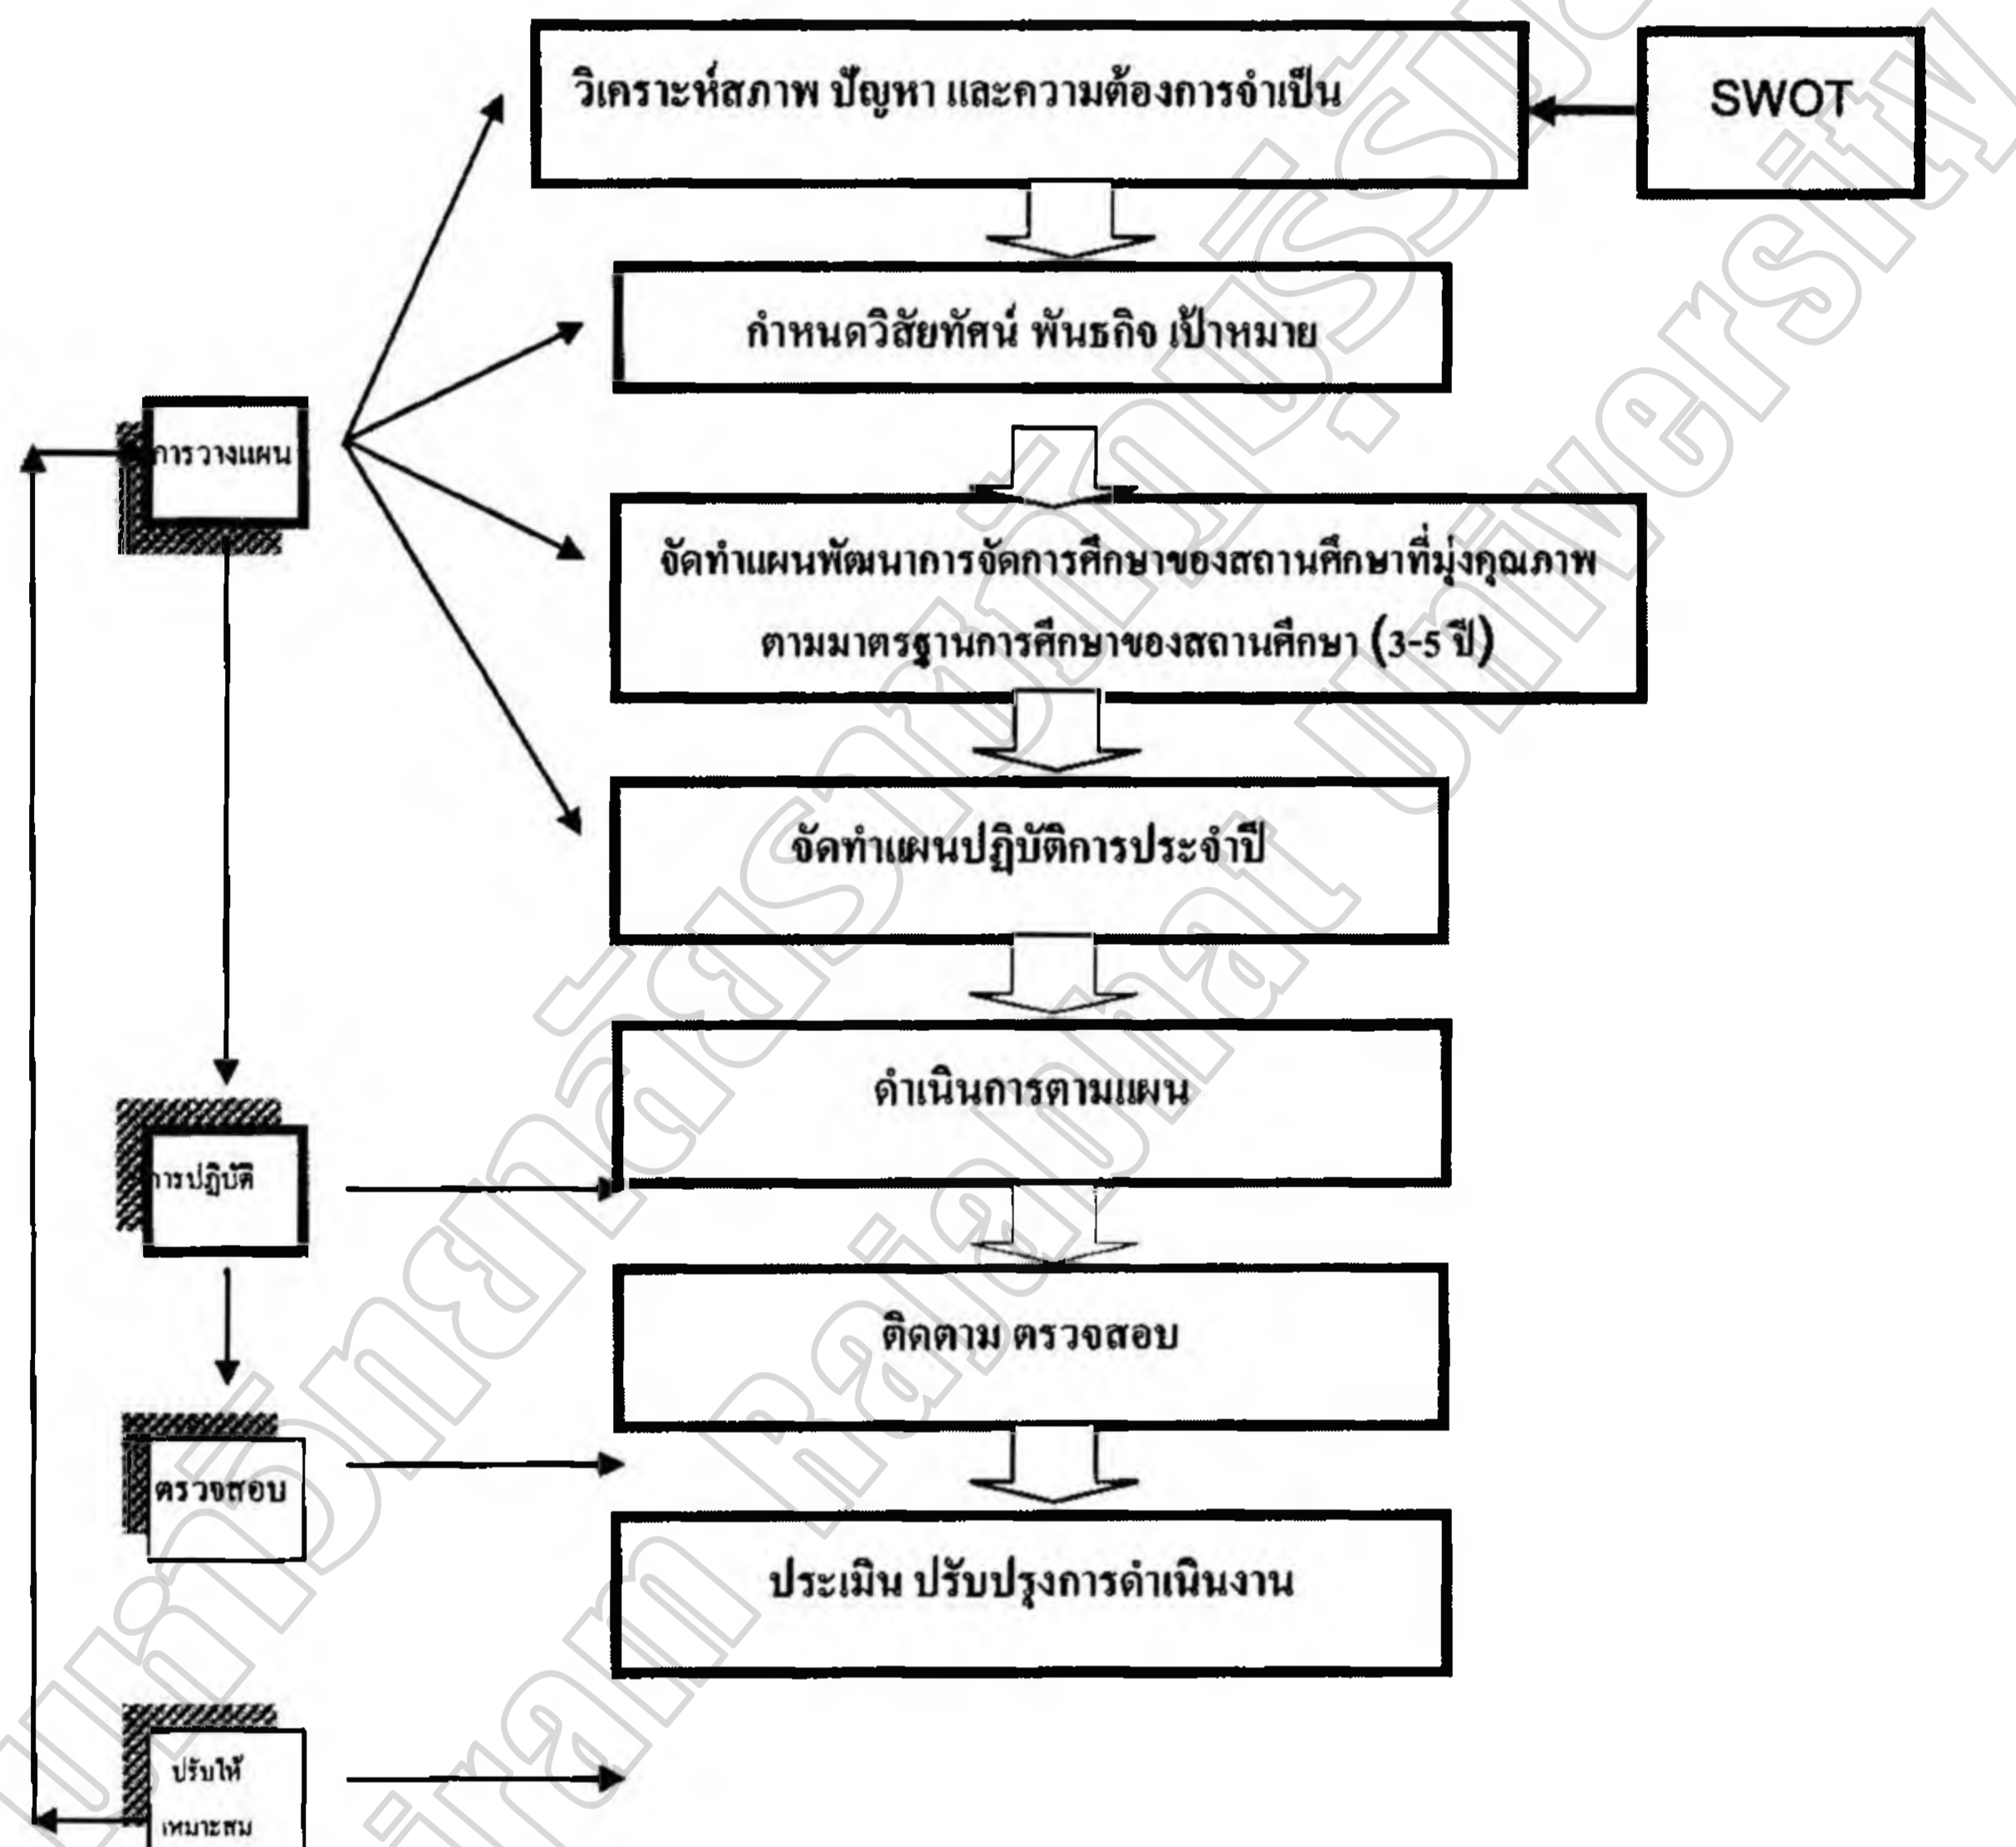 วิเคราะห์สภาพ ปัญหา และความต้องการจำเป็น
SWOT
กำหนดวิสัยทัศน์ พันธกิจ เป้าหมาย
การวางแผน
จัดทำแผนพัฒนาการจัดการศึกษาของสถานศึกษาที่มุ่งคุณภาพ
ตามมาตรฐานการศึกษาของสถานศึกษา (3-5 ปี)
จัดทำแผนปฏิบัติการประจำปี
ดำเนินการตามแผน
การปฏิบัติ
ติดตาม ตรวจสอบ
ตรวจสอบ
ประเมิน ปรับปรุงการดำเนินงาน
ปรับให้
เหมาะสม
Rajabhat University